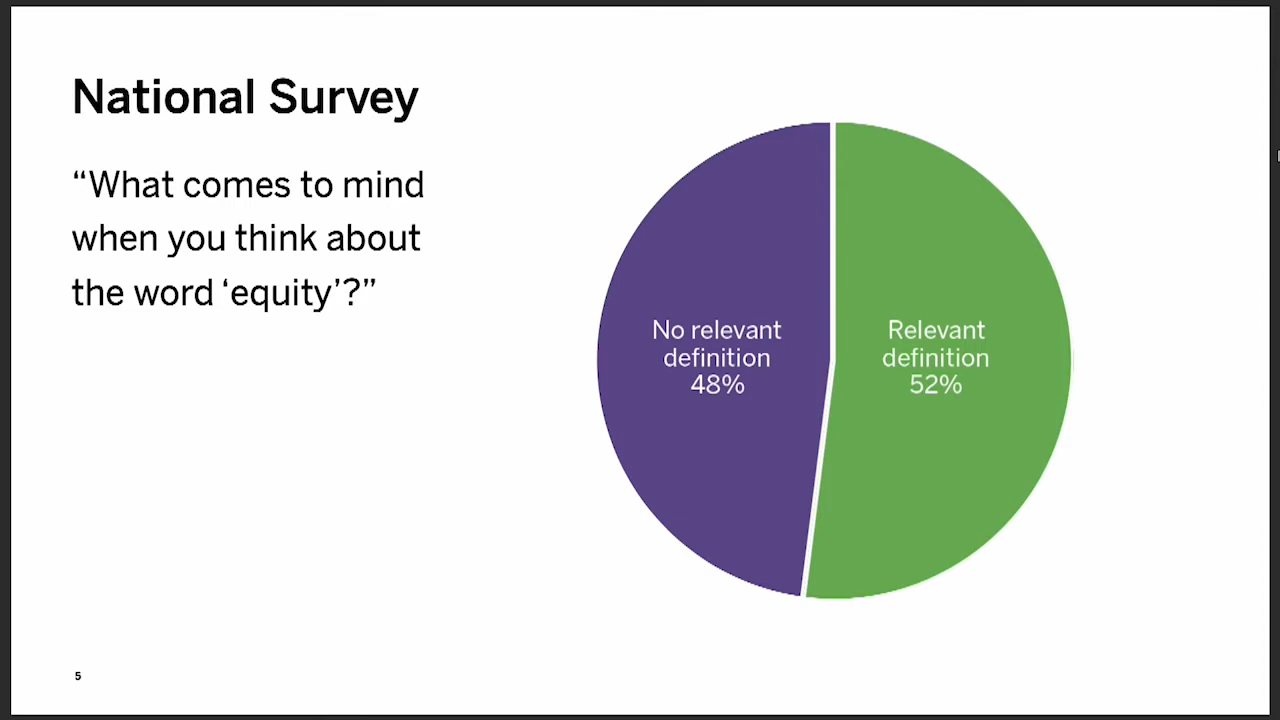 National Survey
“What comes to mind
when you think about
the word ‘equity’?”
No relevant
definition
48%
Relevant
definition
52%
5